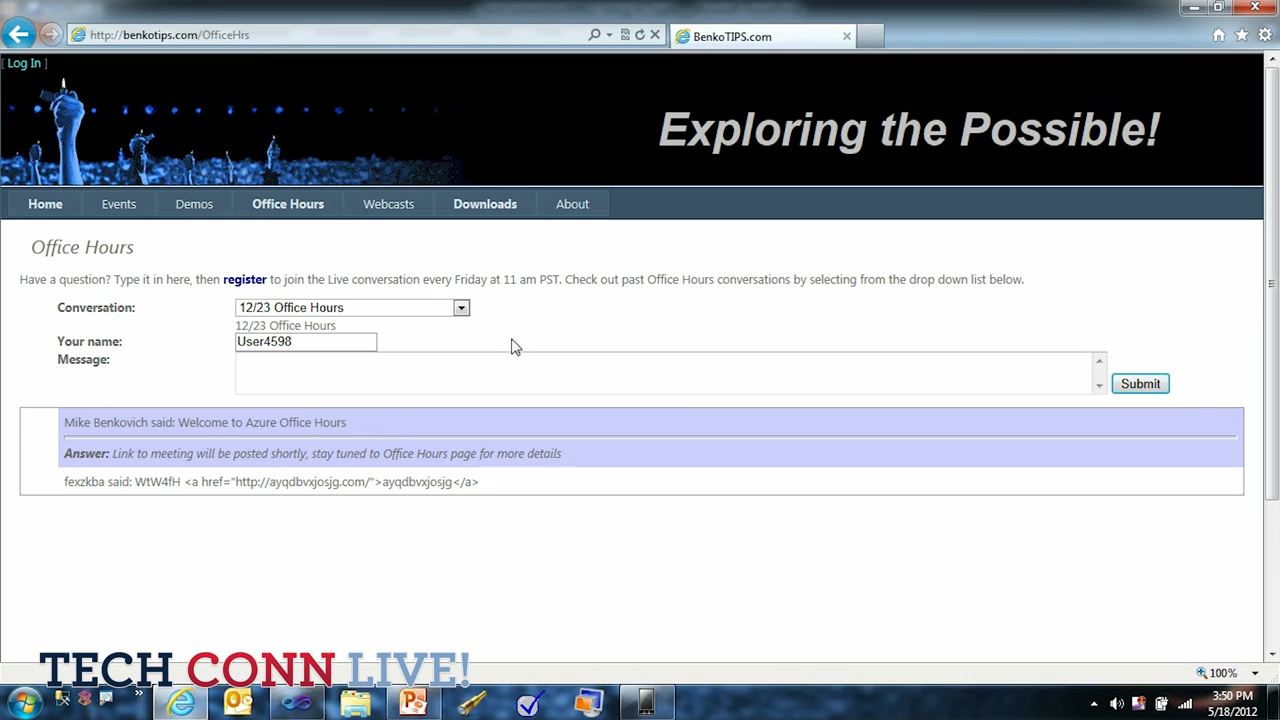 http://benkotips.com/OfficeHrs
BenkoTIPS.com
[ Log In ]
Exploring the Possible!
Home Events Demos Office Hours Webcasts Downloads About
Office Hours
Have a question? Type it in here, then register to join the Live conversation every Friday at 11 am PST. Check out past Office Hours conversations by selecting from the drop down list below.
Conversation: 12/23 Office Hours
12/23 Office Hours
Your name: User4598
Message:
Submit
Mike Benkovich said: Welcome to Azure Office Hours
Answer: Link to meeting will be posted shortly, stay tuned to Office Hours page for more details
fexzkba said: WtW4fH <a href="http://ayqdbvxjosjg.com/">ayqdbvxjosjg</a>
TECH CONN LIVE!
100%
3:50 PM
5/18/2012